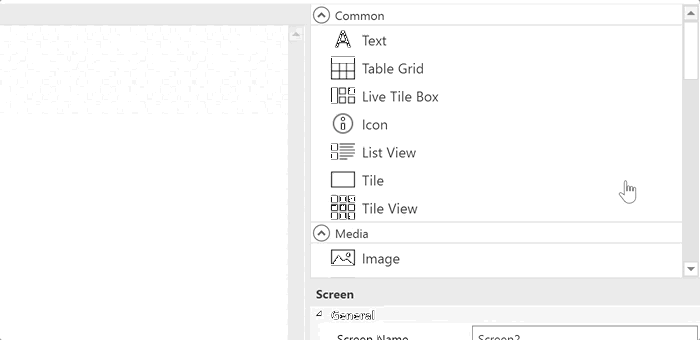 Common
Text
Table Grid
Live Tile Box
Icon
List View
Tile
Tile View
Media
Image
Screen
General
Screen Name
Screen2